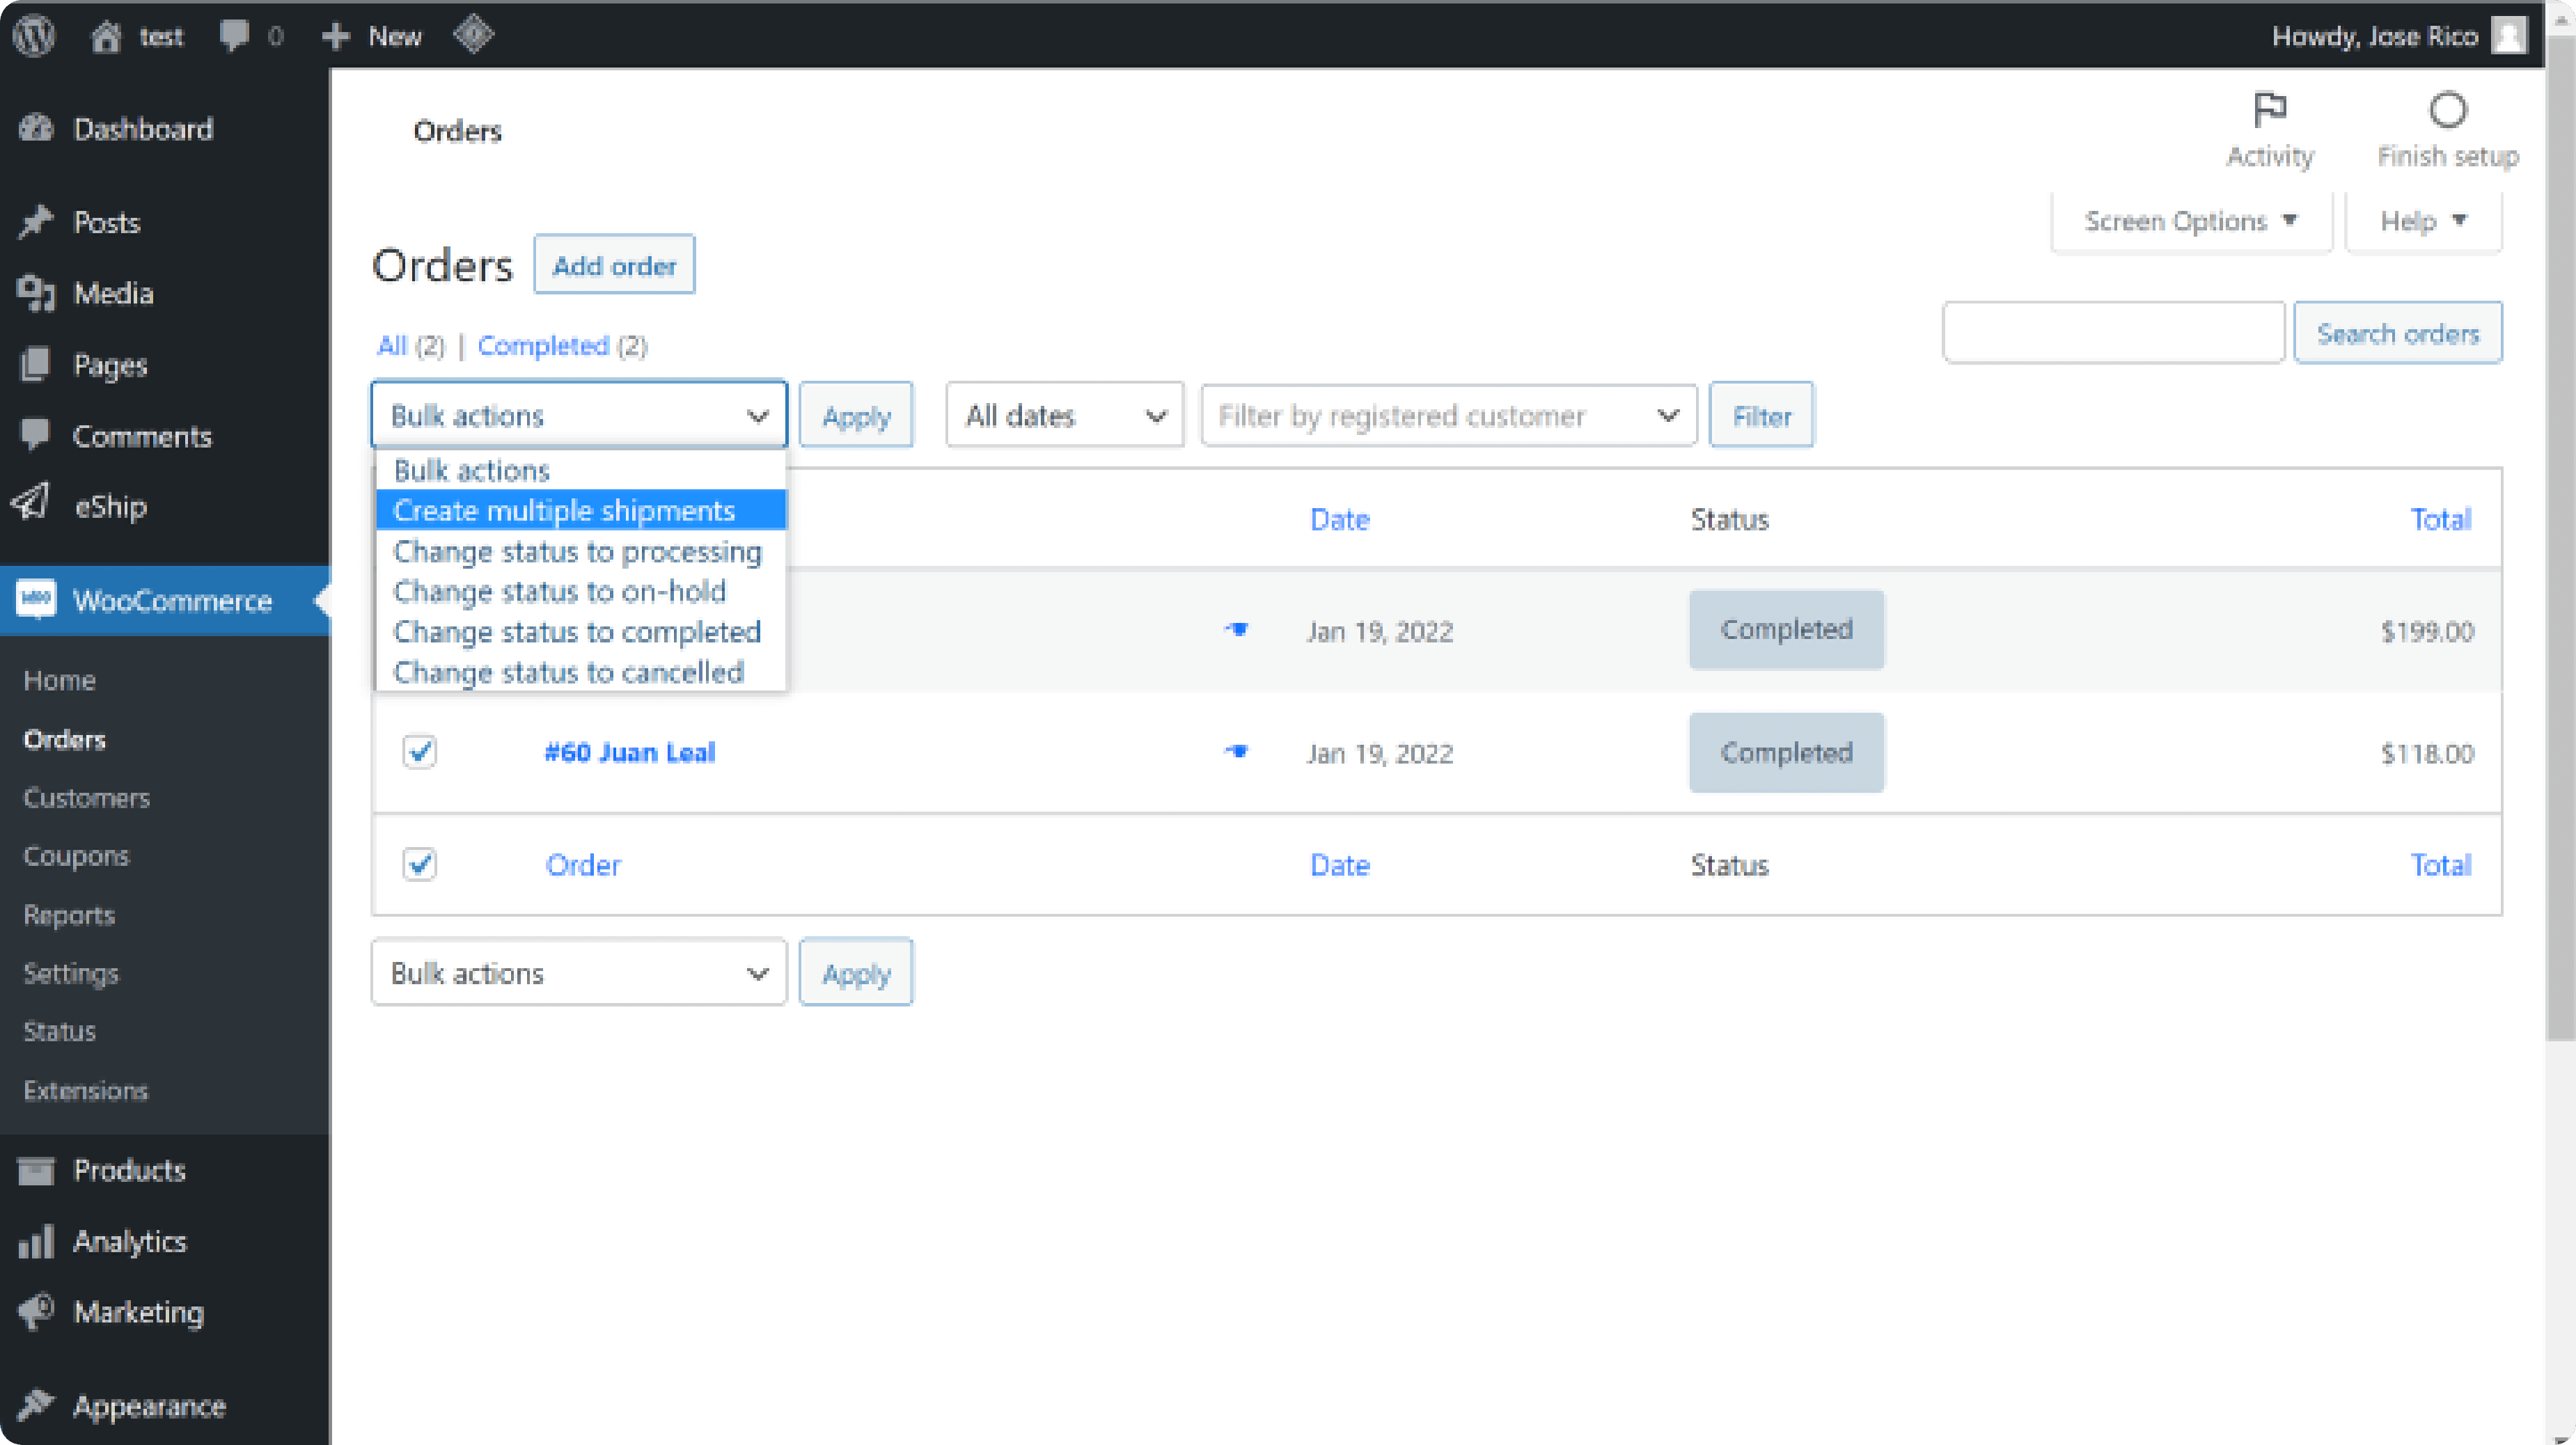 test 0 New Howdy, Jose Rico
Dashboard
Posts
Media
Pages
Comments
eShip
WooCommerce
Home
Orders
Customers
Coupons
Reports
Settings
Status
Extensions
Products
Analytics
Marketing
Appearance
Orders
Activity Finish setup
Screen Options Help
Orders Add order
All (2) | Completed (2)
Search orders
Bulk actions Apply All dates Filter by registered customer Filter
Bulk actions
Create multiple shipments
Change status to processing
Change status to on-hold
Change status to completed
Change status to cancelled
Date Status Total
Jan 19, 2022 Completed $199.00
#60 Juan Leal Jan 19, 2022 Completed $118.00
Order Date Status Total
Bulk actions Apply